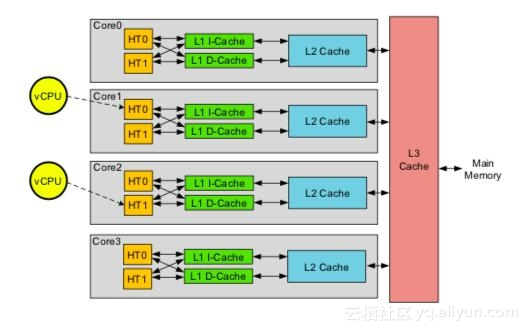 Core0
HT0
HT1
L1 I-Cache
L1 D-Cache
L2 Cache
vCPU
Core1
HT0
HT1
L1 I-Cache
L1 D-Cache
L2 Cache
L3
Cache
Main
Memory
vCPU
Core2
HT0
HT1
L1 I-Cache
L1 D-Cache
L2 Cache
Core3
HT0
HT1
L1 I-Cache
L1 D-Cache
L2 Cache
云栖社区 yq.aliyun.com